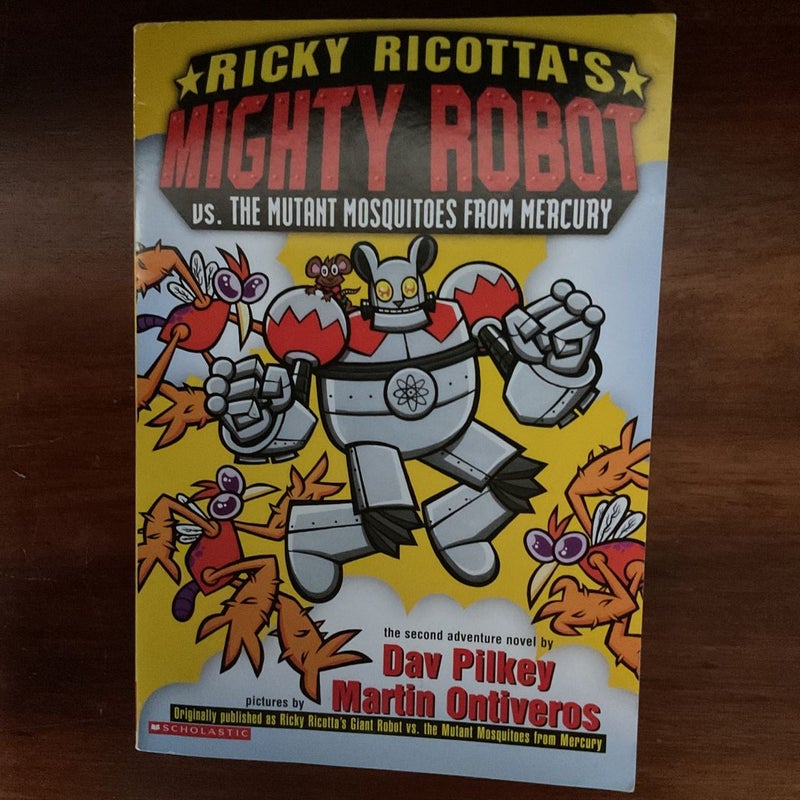 RICKY RICOTTA'S
MIGHTY ROBOT
vs. THE MUTANT MOSQUITOES FROM MERCURY
the second adventure novel by
Dav Pilkey
pictures by Martin Ontiveros
Originally published as Ricky Ricotta's Giant Robot vs. the Mutant Mosquitoes from Mercury
SCHOLASTIC